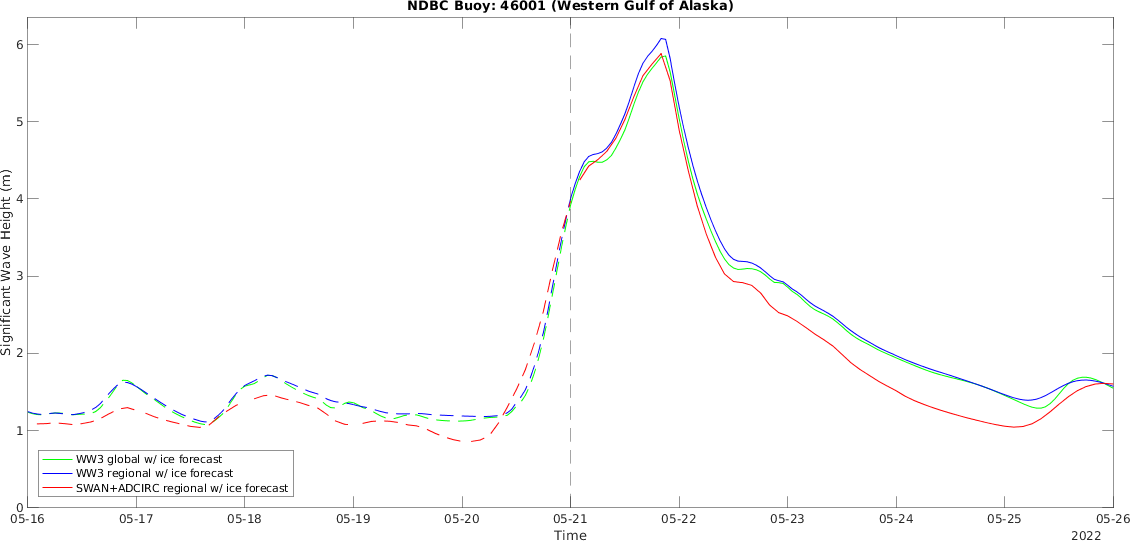 NDBC Buoy: 46001 (Western Gulf of Alaska)
Significant Wave Height (m)
6
5
4
3
2
1
0
WW3 global w/ ice forecast
WW3 regional w/ ice forecast
SWAN+ADCIRC regional w/ ice forecast
05-16 05-17 05-18 05-19 05-20 05-21 05-22 05-23 05-24 05-25 05-26
Time
2022